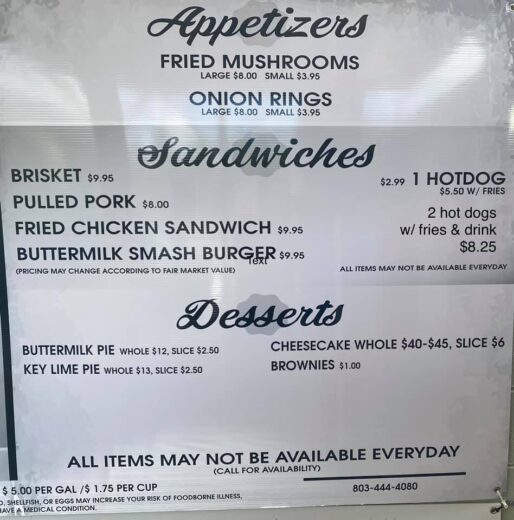 Appetizers
FRIED MUSHROOMS
LARGE $8.00 SMALL $3.95
ONION RINGS
LARGE $8.00 SMALL $3.95
Sandwiches
BRISKET $9.95
PULLED PORK $8.00
FRIED CHICKEN SANDWICH $9.95
BUTTERMILK SMASH BURGER $9.95
Text
(PRICING MAY CHANGE ACCORDING TO FAIR MARKET VALUE)
$2.99 1 HOTDOG
$5.50 W/ FRIES
2 hot dogs
w/ fries & drink
$8.25
ALL ITEMS MAY NOT BE AVAILABLE EVERYDAY
Desserts
BUTTERMILK PIE WHOLE $12, SLICE $2.50
KEY LIME PIE WHOLE $13, SLICE $2.50
CHEESECAKE WHOLE $40-$45, SLICE $6
BROWNIES $1.00
ALL ITEMS MAY NOT BE AVAILABLE EVERYDAY
(CALL FOR AVAILABILITY)
$ 5.00 PER GAL /$ 1.75 PER CUP
803-444-4080
, SHELLFISH, OR EGGS MAY INCREASE YOUR RISK OF FOODBORNE ILLNESS,
HAVE A MEDICAL CONDITION.